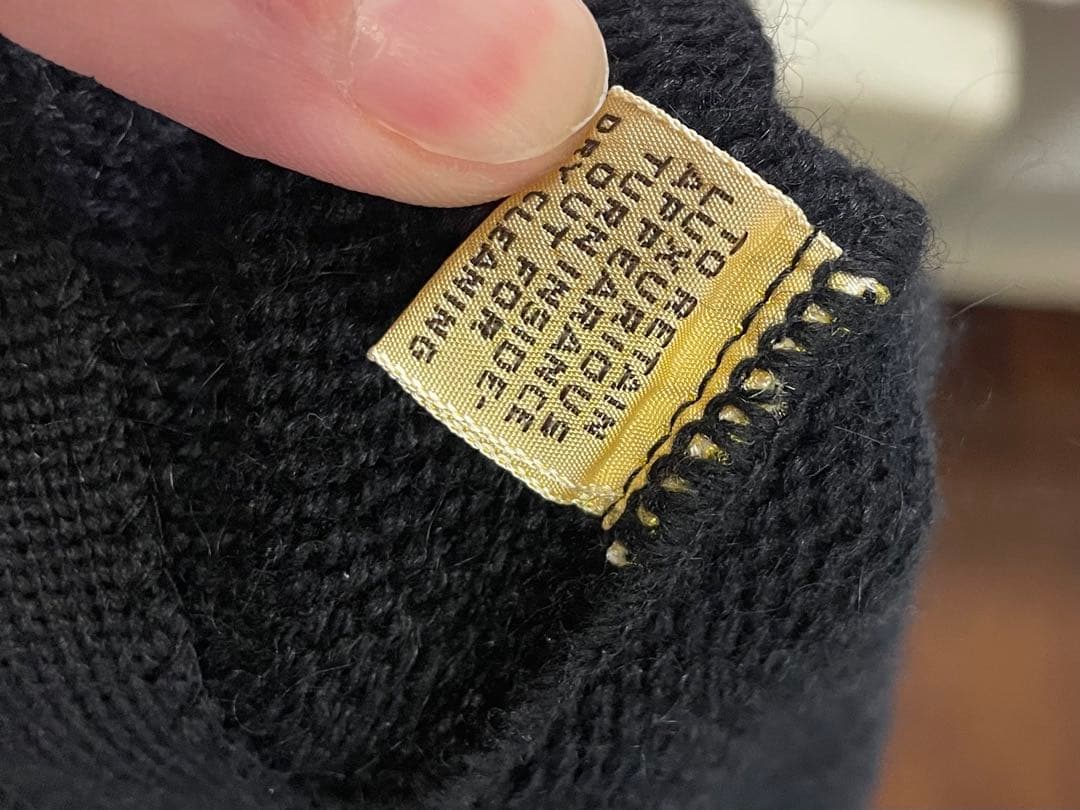 TO RETAIN
LUXURIOUS
APPEARANCE
TURN INSIDE-
OUT FOR
DRY CLEANING